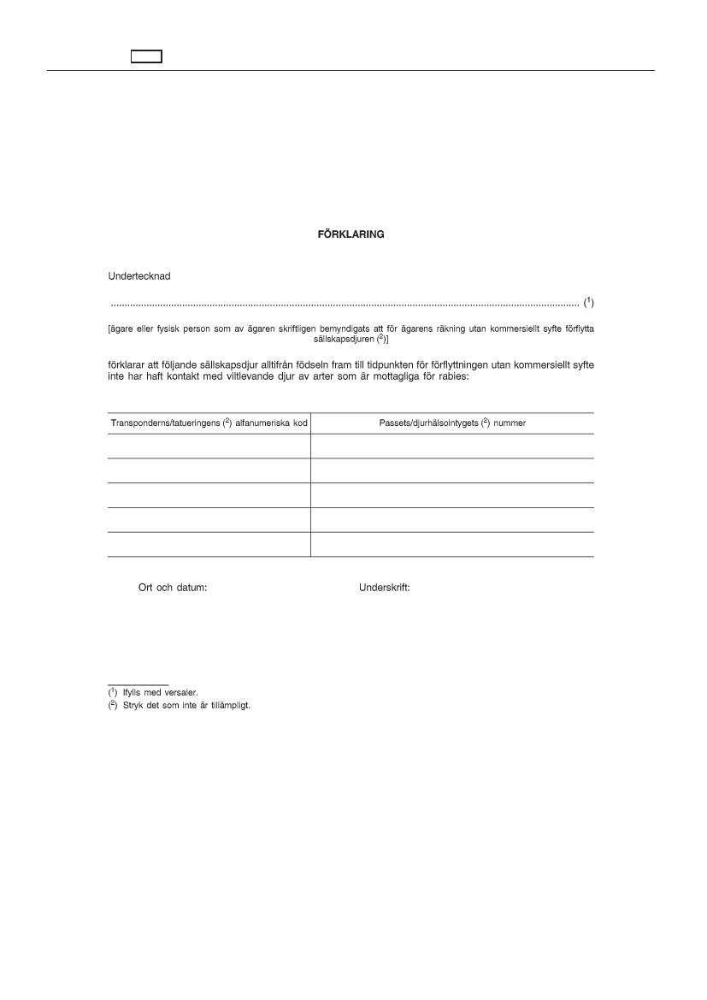 FÖRKLARING
Undertecknad
........................................................................................................................................................................... (¹)
[ägare eller fysisk person som av ägaren skriftligen bemyndigats att för ägarens räkning utan kommersiellt syfte förflytta
sällskapsdjuren (²)]
förklarar att följande sällskapsdjur alltifrån födseln fram till tidpunkten för förflyttningen utan kommersiellt syfte
inte har haft kontakt med viltlevande djur av arter som är mottagliga för rabies:
Transponderns/tatueringens (²) alfanumeriska kod Passets/djurhälsointygets (²) nummer
Ort och datum: Underskrift:
(¹) Ifylls med versaler.
(²) Stryk det som inte är tillämpligt.